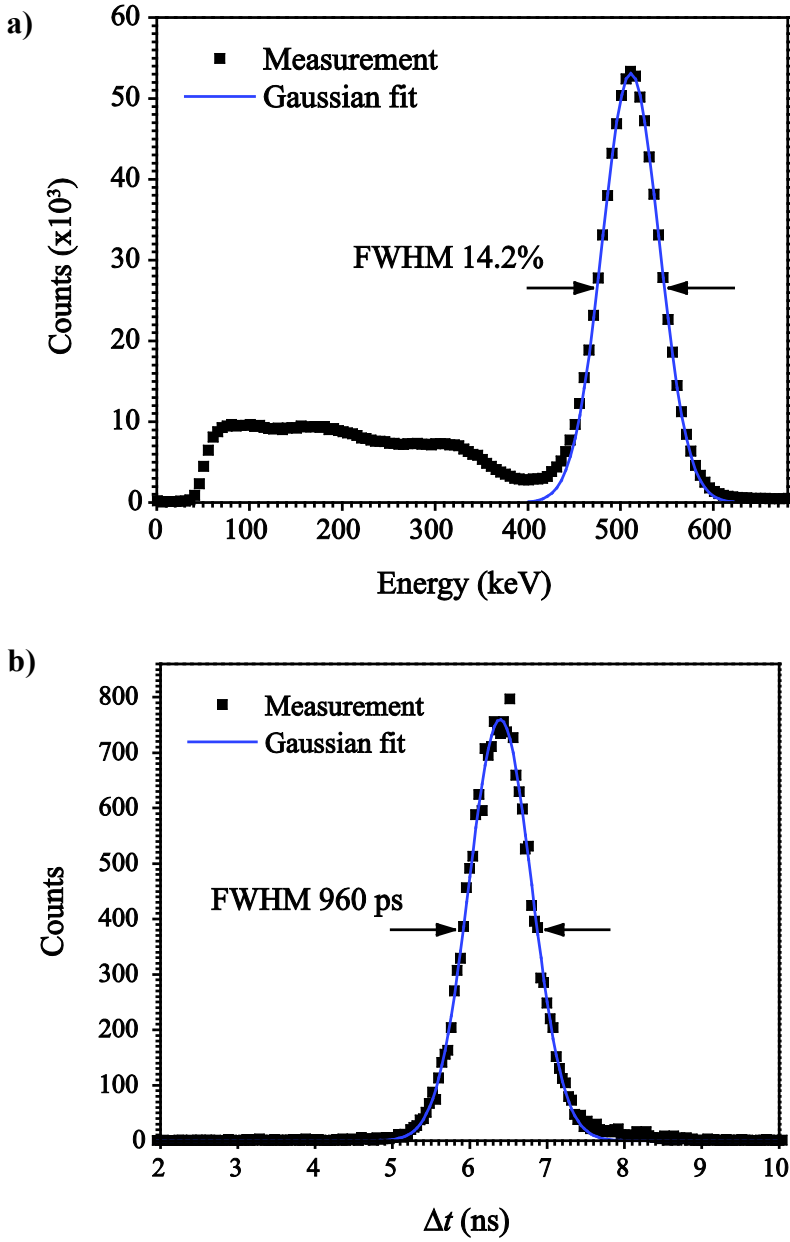 a)
60
Measurement
Gaussian fit
50
40
Counts (x10³)
FWHM 14.2%
30
20
10
0
0 100 200 300 400 500 600
Energy (keV)
b)
800
Measurement
Gaussian fit
700
600
500
Counts
FWHM 960 ps
400
300
200
100
0
2 3 4 5 6 7 8 9 10
Δt (ns)